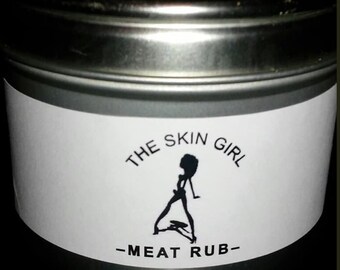 THE SKIN GIRL
–MEAT RUB–